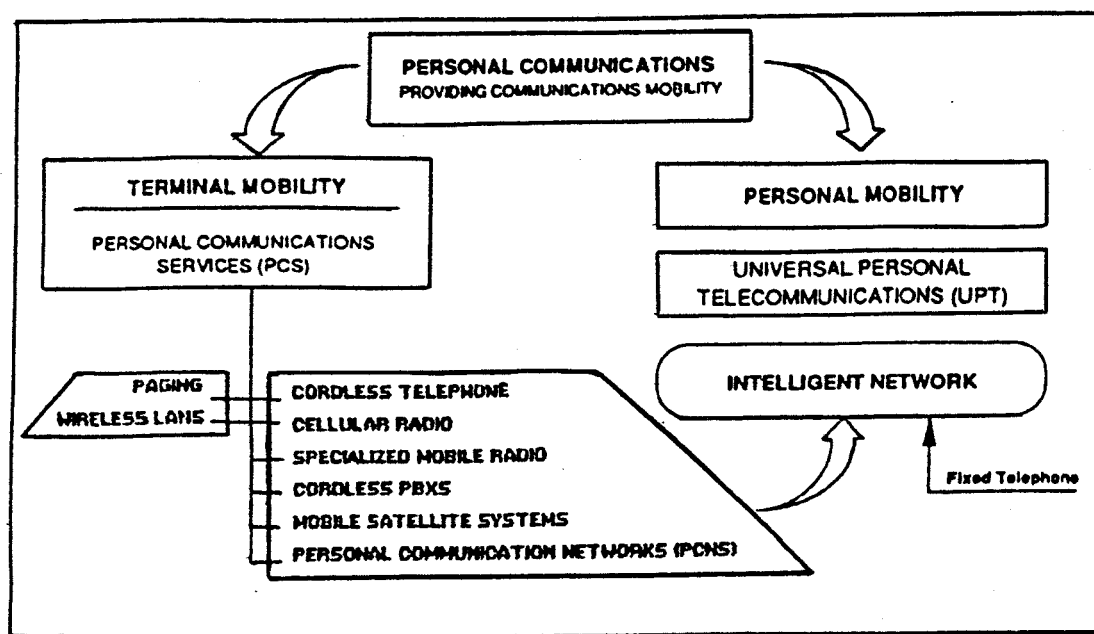 PERSONAL COMMUNICATIONS
PROVIDING COMMUNICATIONS MOBILITY
TERMINAL MOBILITY
PERSONAL COMMUNICATIONS
SERVICES (PCS)
PERSONAL MOBILITY
UNIVERSAL PERSONAL
TELECOMMUNICATIONS (UPT)
INTELLIGENT NETWORK
PAGING
WIRELESS LANS
CORDLESS TELEPHONE
CELLULAR RADIO
SPECIALIZED MOBILE RADIO
CORDLESS PBXS
MOBILE SATELLITE SYSTEMS
PERSONAL COMMUNICATION NETWORKS (PCNS)
Fixed Telephone